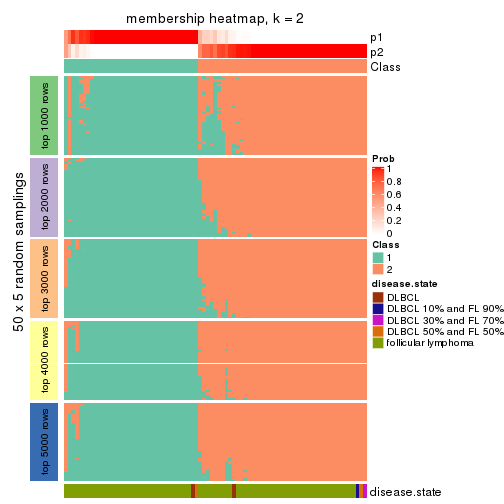 membership heatmap, k = 2
p1
p2
Class
50 x 5 random samplings
top 1000 rows
top 2000 rows
top 3000 rows
top 4000 rows
top 5000 rows
Prob
1
0.8
0.6
0.4
0.2
0
Class
1
2
disease.state
DLBCL
DLBCL 10% and FL 90%
DLBCL 30% and FL 70%
DLBCL 50% and FL 50%
follicular lymphoma
disease.state